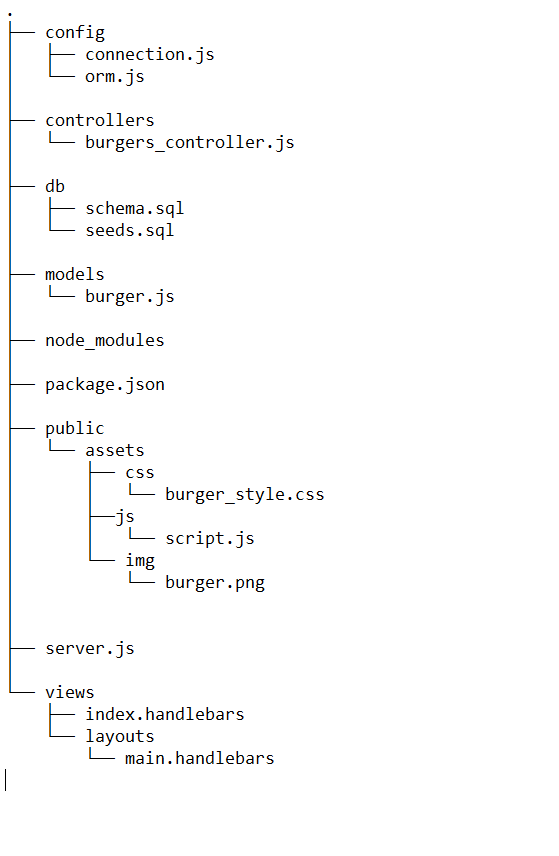 .
├── config
│   ├── connection.js
│   └── orm.js
│
├── controllers
│   └── burgers_controller.js
│
├── db
│   ├── schema.sql
│   └── seeds.sql
│
├── models
│   └── burger.js
│
├── node_modules
│
├── package.json
│
├── public
│   └── assets
│       ├── css
│       │   └── burger_style.css
│       ├──js
│       │   └── script.js
│       └── img
│           └── burger.png
│
│
├── server.js
│
└── views
    ├── index.handlebars
    └── layouts
        └── main.handlebars